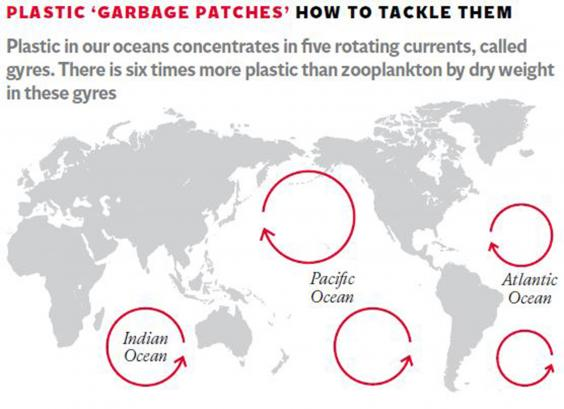 PLASTIC ‘GARBAGE PATCHES’ HOW TO TACKLE THEM
Plastic in our oceans concentrates in five rotating currents, called
gyres. There is six times more plastic than zooplankton by dry weight
in these gyres
Pacific
Ocean
Atlantic
Ocean
Indian
Ocean